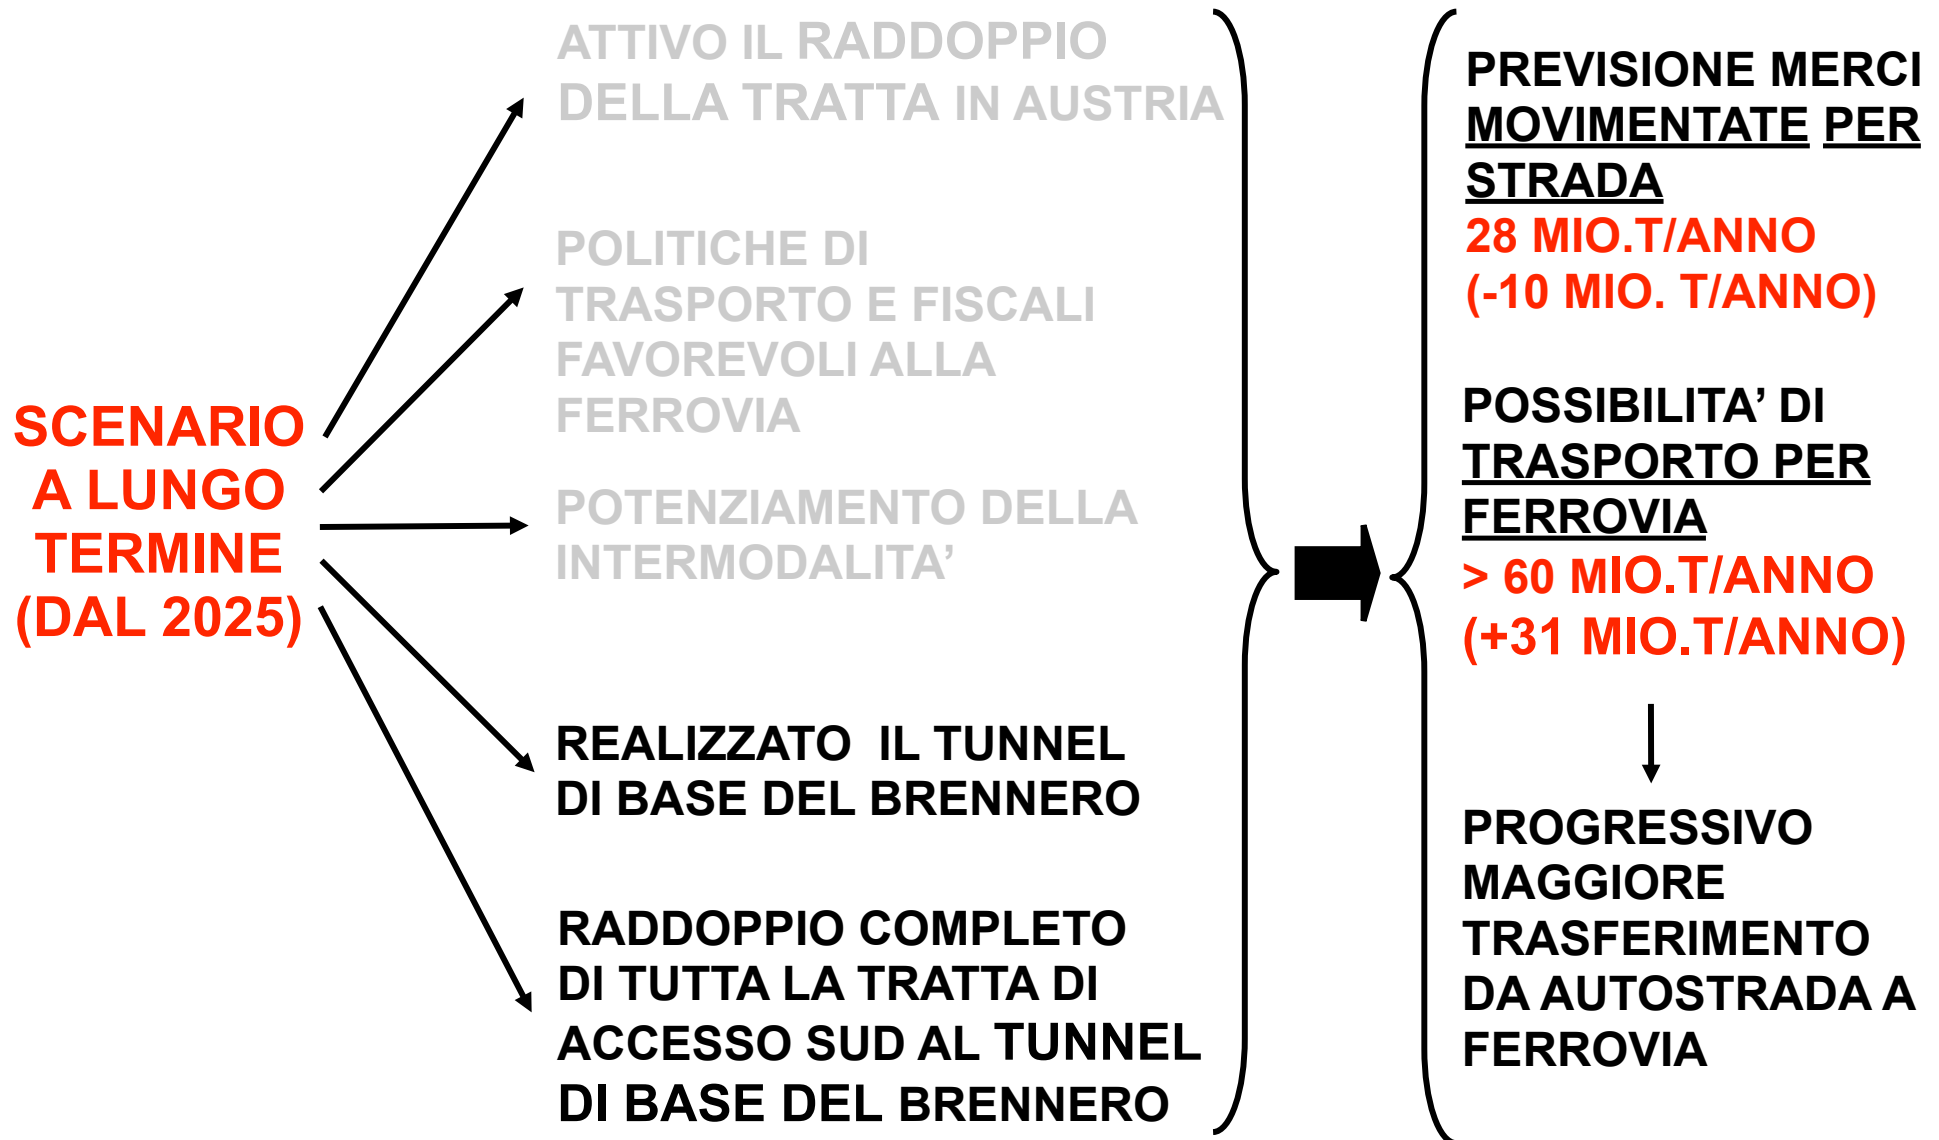 SCENARIO
A LUNGO
TERMINE
(DAL 2025)
ATTIVO IL RADDOPPIO
DELLA TRATTA IN AUSTRIA
POLITICHE DI
TRASPORTO E FISCALI
FAVOREVOLI ALLA
FERROVIA
POTENZIAMENTO DELLA
INTERMODALITA’
REALIZZATO IL TUNNEL
DI BASE DEL BRENNERO
RADDOPPIO COMPLETO
DI TUTTA LA TRATTA DI
ACCESSO SUD AL TUNNEL
DI BASE DEL BRENNERO
PREVISIONE MERCI
MOVIMENTATE PER
STRADA
28 MIO.T/ANNO
(-10 MIO. T/ANNO)
POSSIBILITA’ DI
TRASPORTO PER
FERROVIA
> 60 MIO.T/ANNO
(+31 MIO.T/ANNO)
PROGRESSIVO
MAGGIORE
TRASFERIMENTO
DA AUTOSTRADA A
FERROVIA